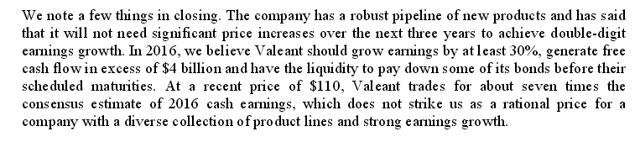 We note a few things in closing. The company has a robust pipeline of new products and has said
that it will not need significant price increases over the next three years to achieve double-digit
earnings growth. In 2016, we believe Valeant should grow earnings by at least 30%, generate free
cash flow in excess of $4 billion and have the liquidity to pay down some of its bonds before their
scheduled maturities. At a recent price of $110, Valeant trades for about seven times the
consensus estimate of 2016 cash earnings, which does not strike us as a rational price for a
company with a diverse collection of product lines and strong earnings growth.